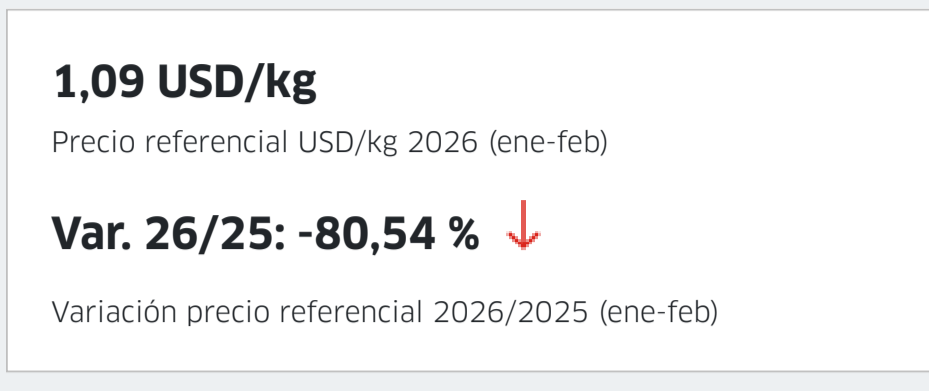 1,09 USD/kg
Precio referencial USD/kg 2026 (ene-feb)
Var. 26/25: -80,54 %
Variación precio referencial 2026/2025 (ene-feb)